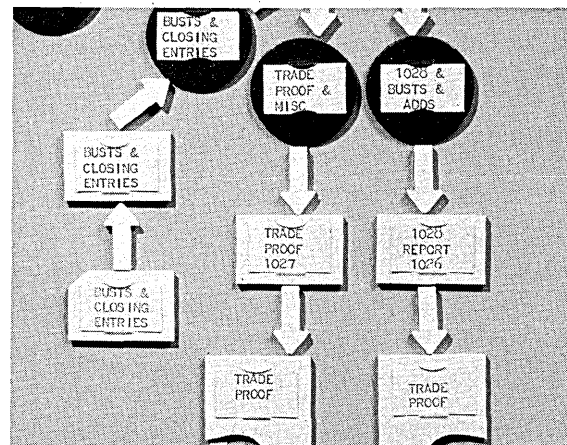 BUSTS &
CLOSING
ENTRIES
TRADE
PROOF &
MISC
1028 &
BUSTS &
ADDS
BUSTS &
CLOSING
ENTRIES
TRADE
PROOF
1027
1028
REPORT
1026
BUSTS &
CLOSING
ENTRIES
TRADE
PROOF
TRADE
PROOF